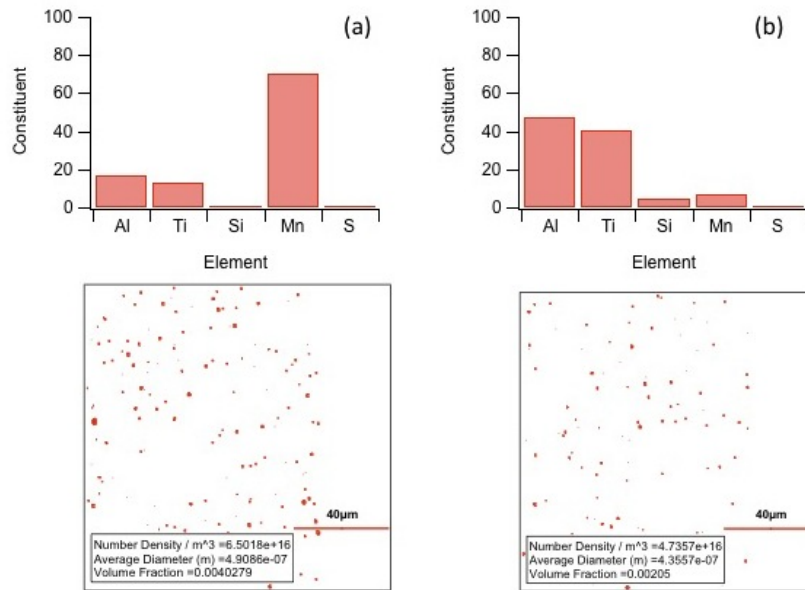 100
80
60
40
20
0
Constituent
(a)
Al Ti Si Mn S
Element
40µm
Number Density / m^3 =6.5018e+16
Average Diameter (m) =4.9086e-07
Volume Fraction =0.0040279
100
80
60
40
20
0
Constituent
(b)
Al Ti Si Mn S
Element
40µm
Number Density / m^3 =4.7357e+16
Average Diameter (m) =4.3557e-07
Volume Fraction =0.00205